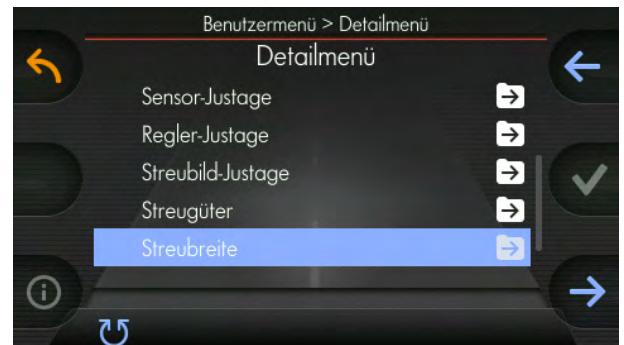 Benutzermenü > Detailmenü
Detailmenü
Sensor-Justage
Regler-Justage
Streubild-Justage
Streugüter
Streubreite